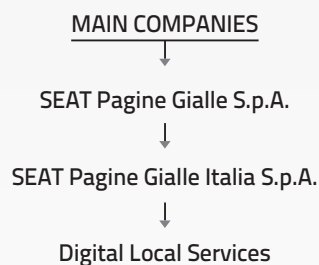 MAIN COMPANIES
SEAT Pagine Gialle S.p.A.
SEAT Pagine Gialle Italia S.p.A.
Digital Local Services